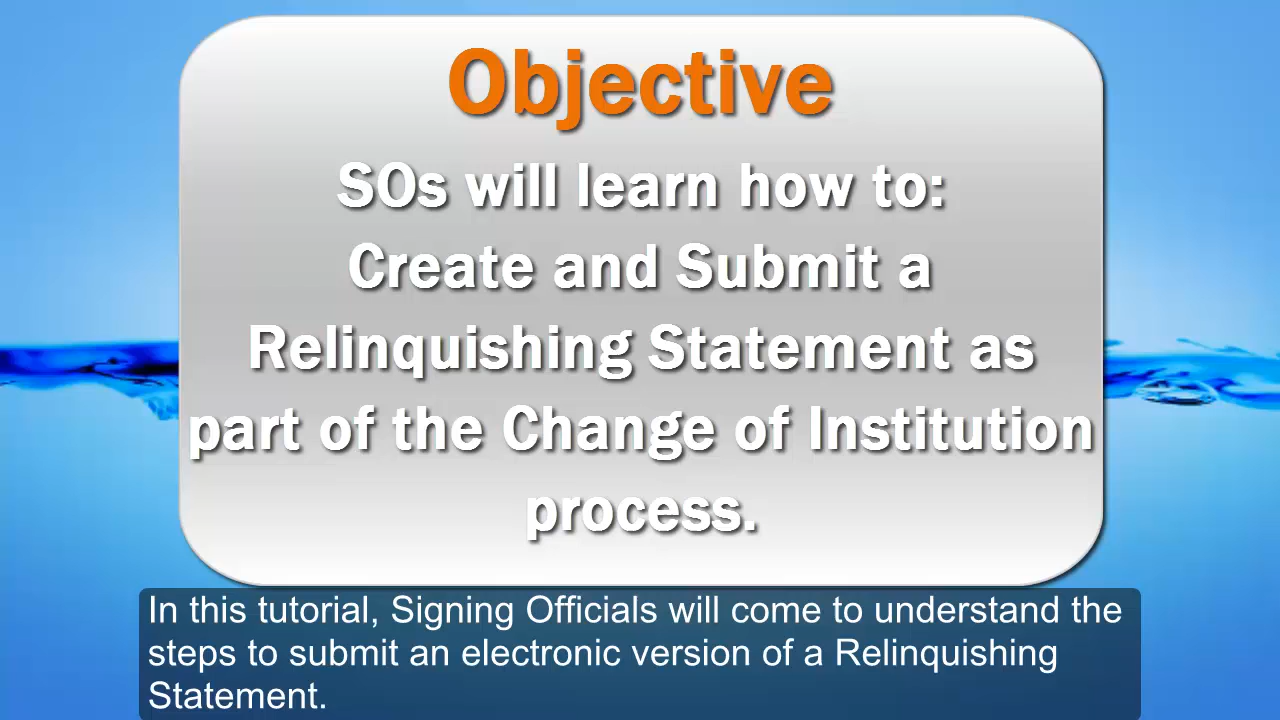 Objective
SOs will learn how to:
Create and Submit a
Relinquishing Statement as
part of the Change of Institution
process.
In this tutorial, Signing Officials will come to understand the
steps to submit an electronic version of a Relinquishing
Statement.